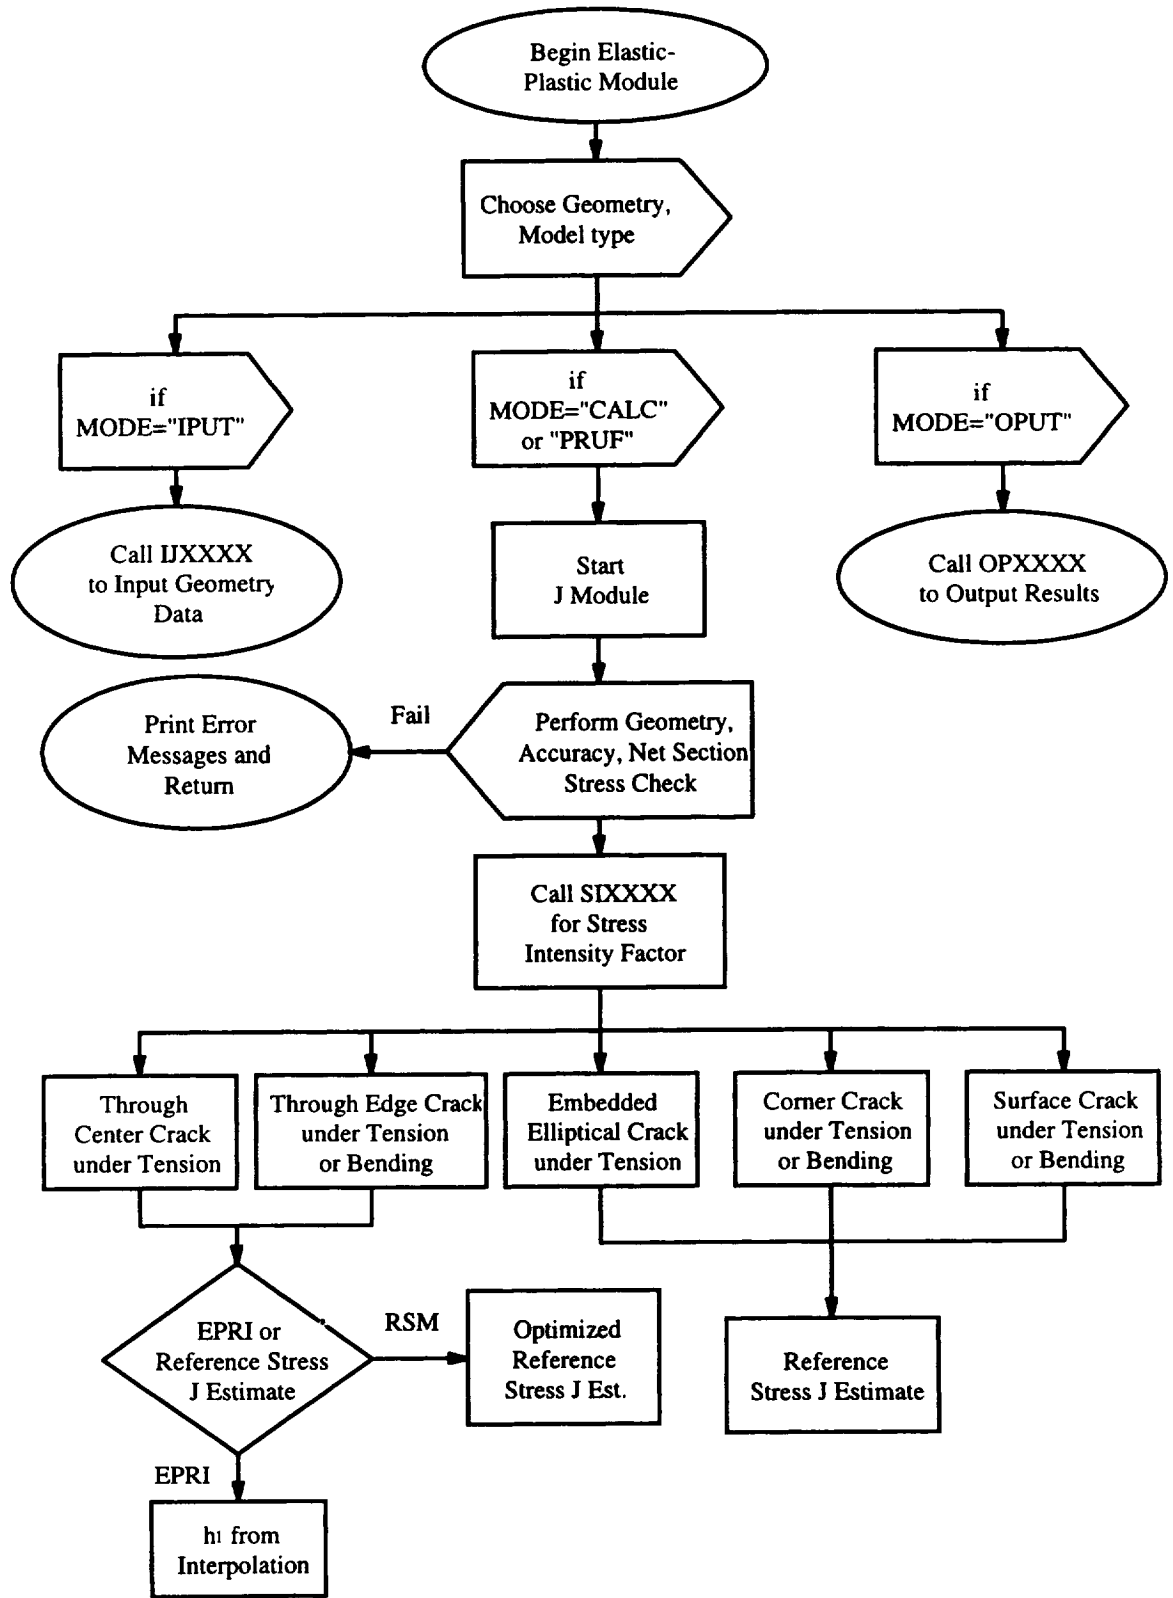 Begin Elastic-
Plastic Module
Choose Geometry,
Model type
if
MODE="IPUT"
if
MODE="CALC"
or "PRUF"
if
MODE="OPUT"
Call IJXXXX
to Input Geometry
Data
Start
J Module
Call OPXXXX
to Output Results
Print Error
Messages and
Return
Fail
Perform Geometry,
Accuracy, Net Section
Stress Check
Call SIXXXX
for Stress
Intensity Factor
Through
Center Crack
under Tension
Through Edge Crack
under Tension
or Bending
Embedded
Elliptical Crack
under Tension
Corner Crack
under Tension
or Bending
Surface Crack
under Tension
or Bending
EPRI or
Reference Stress
J Estimate
RSM
Optimized
Reference
Stress J Est.
Reference
Stress J Estimate
EPRI
h1 from
Interpolation